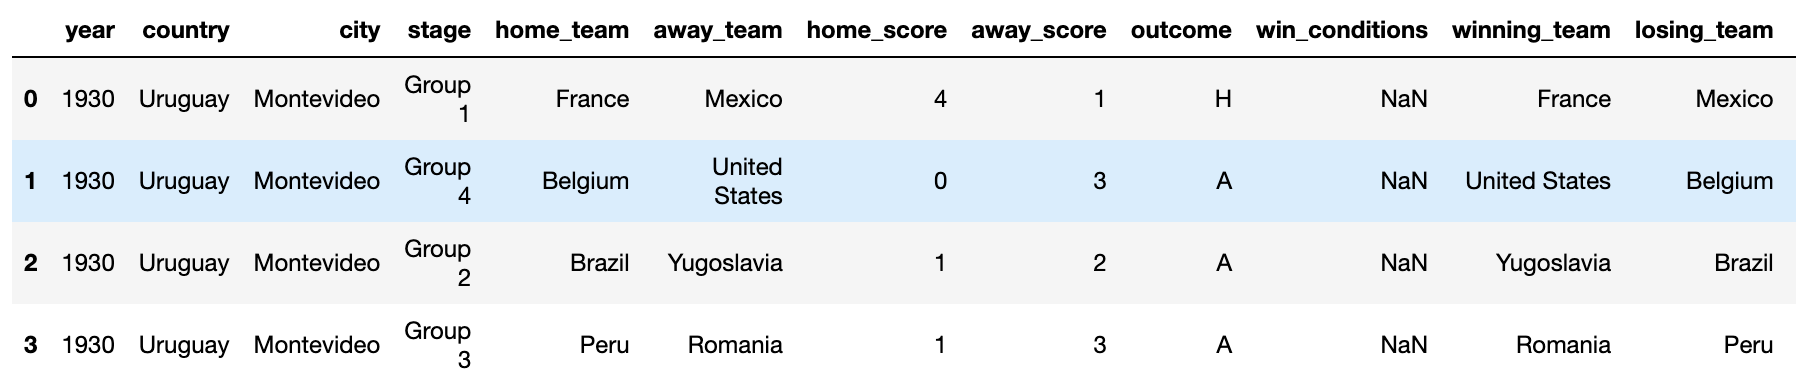 year country city stage home_team away_team home_score away_score outcome win_conditions winning_team losing_team
0 1930 Uruguay Montevideo Group 1 France Mexico 4 1 H NaN France Mexico
1 1930 Uruguay Montevideo Group 4 Belgium United States 0 3 A NaN United States Belgium
2 1930 Uruguay Montevideo Group 2 Brazil Yugoslavia 1 2 A NaN Yugoslavia Brazil
3 1930 Uruguay Montevideo Group 3 Peru Romania 1 3 A NaN Romania Peru